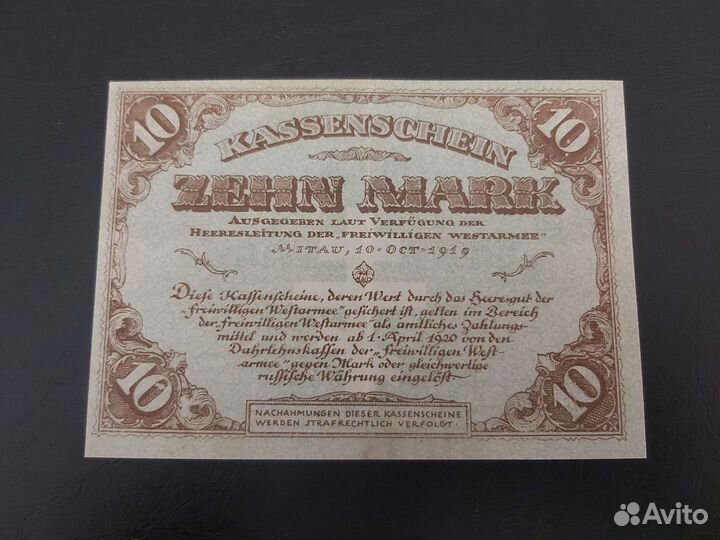 10 10
KASSENSCHEIN
ZEHN MARK
AUSGEGEBEN LAUT VERFÜGUNG DER
HEERESLEITUNG DER „FREIWILLIGEN WESTARMEE"
MITAU, 10·OCT·1919
Diese Kassenscheine, deren Wert durch das Heeresgut der
„freiwilligen Westarmee" gesichert ist, gelten im Bereich
der „freiwilligen Westarmee" als amtliches Zahlungs-
mittel und werden ab 1·April 1920 von den
Dahrlehnskassen der „freiwilligen West-
armee" gegen Mark oder gleichwertige
russische Währung eingelöst
10 10
NACHAHMUNGEN DIESER KASSENSCHEINE
WERDEN STRAFRECHTLICH VERFOLGT·
Avito